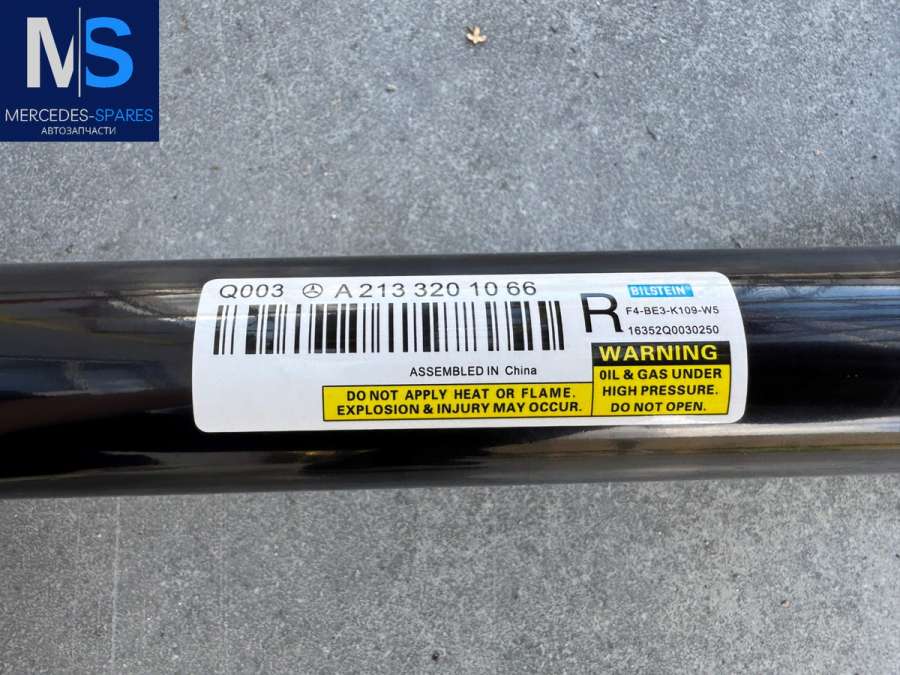 MS
MERCEDES-SPARES
АВТОЗАПЧАСТИ
Q003 A 213 320 10 66
BILSTEIN
R
F4-BE3-K109-W5
16352Q0030250
ASSEMBLED IN China
DO NOT APPLY HEAT OR FLAME.
EXPLOSION & INJURY MAY OCCUR.
WARNING
OIL & GAS UNDER
HIGH PRESSURE.
DO NOT OPEN.